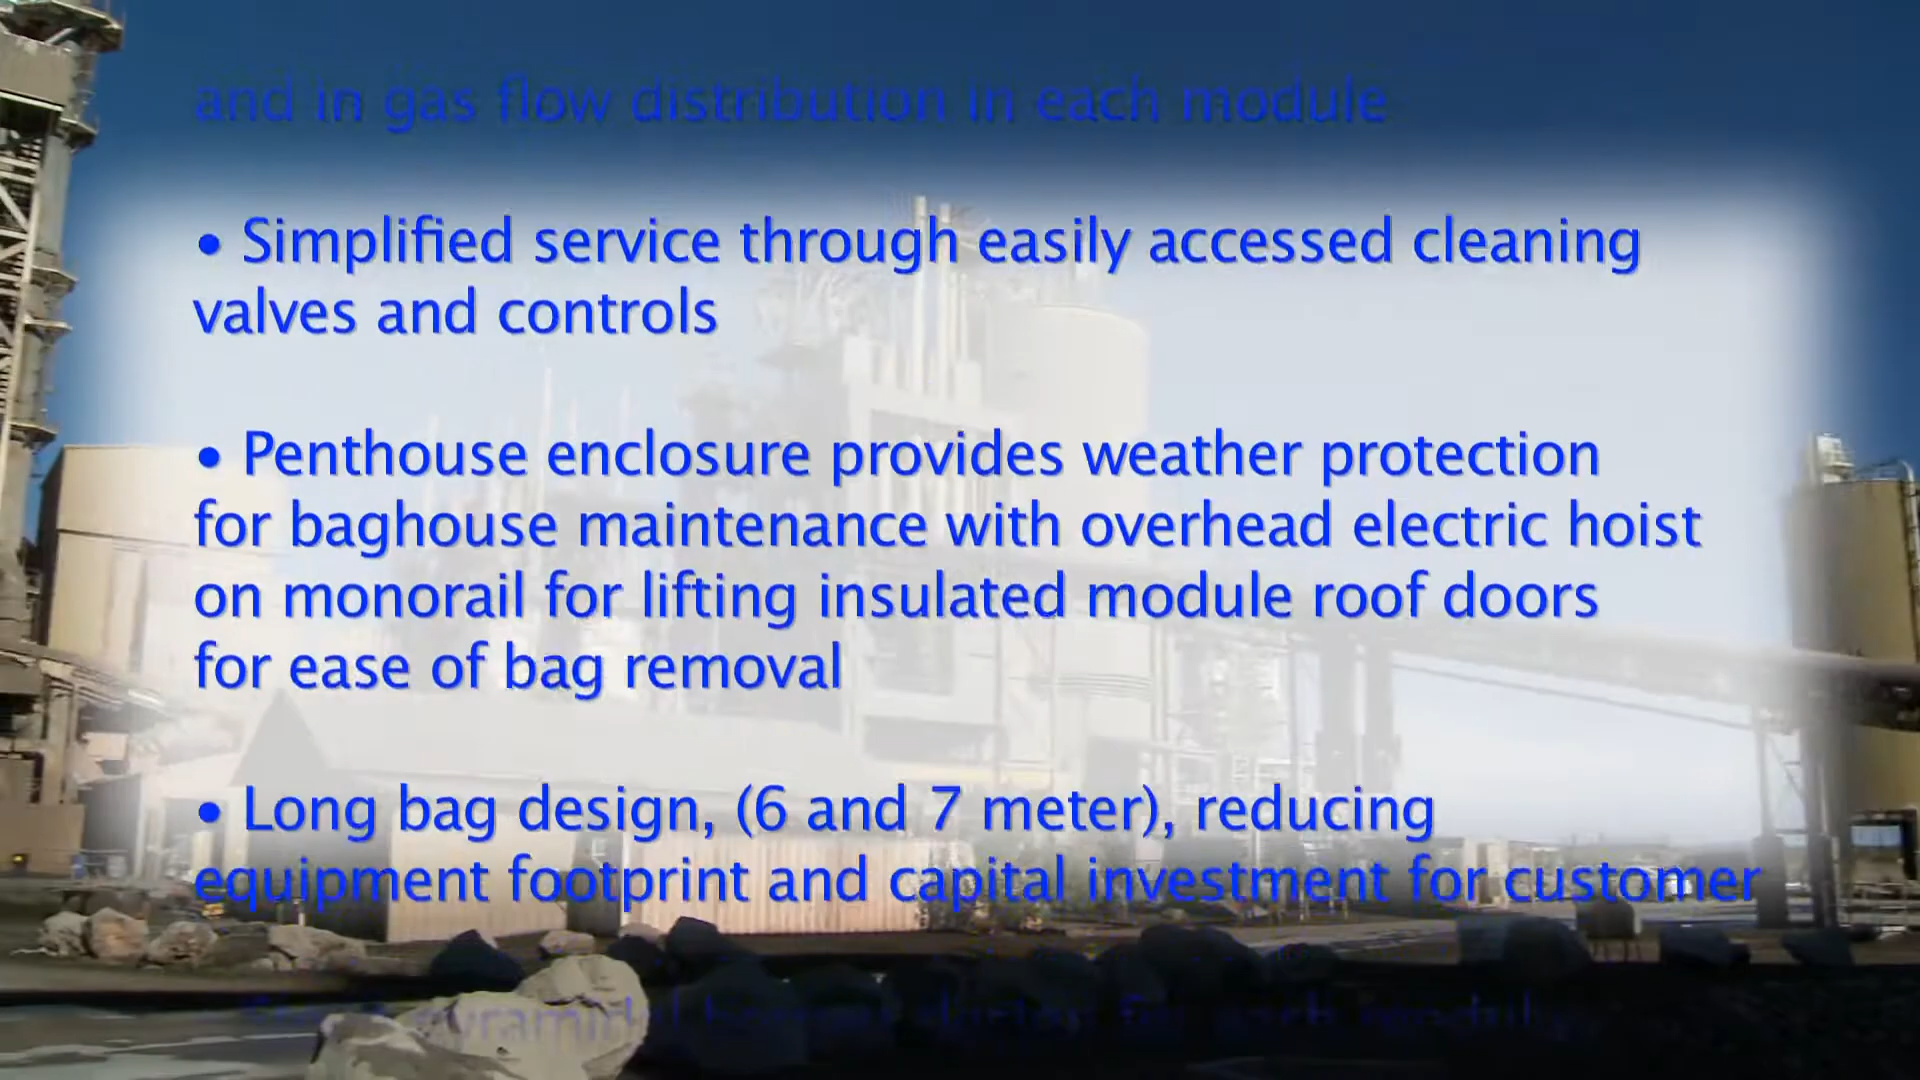 and in gas flow distribution in each module
• Simplified service through easily accessed cleaning
valves and controls
• Penthouse enclosure provides weather protection
for baghouse maintenance with overhead electric hoist
on monorail for lifting insulated module roof doors
for ease of bag removal
• Long bag design, (6 and 7 meter), reducing
equipment footprint and capital investment for customer